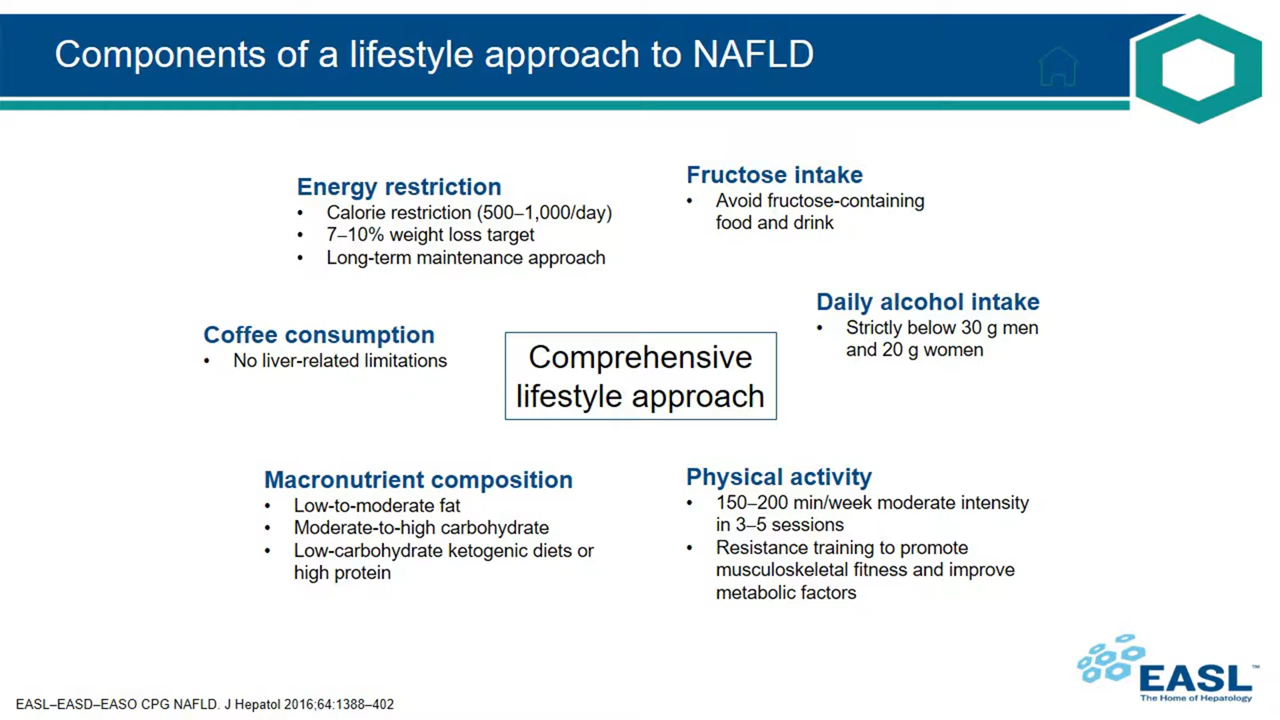 Components of a lifestyle approach to NAFLD
Energy restriction
• Calorie restriction (500–1,000/day)
• 7–10% weight loss target
• Long-term maintenance approach
Fructose intake
• Avoid fructose-containing
food and drink
Daily alcohol intake
• Strictly below 30 g men
and 20 g women
Coffee consumption
• No liver-related limitations
Comprehensive
lifestyle approach
Macronutrient composition
• Low-to-moderate fat
• Moderate-to-high carbohydrate
• Low-carbohydrate ketogenic diets or
high protein
Physical activity
• 150–200 min/week moderate intensity
in 3–5 sessions
• Resistance training to promote
musculoskeletal fitness and improve
metabolic factors
EASL™
The Home of Hepatology
EASL–EASD–EASO CPG NAFLD. J Hepatol 2016;64:1388–402